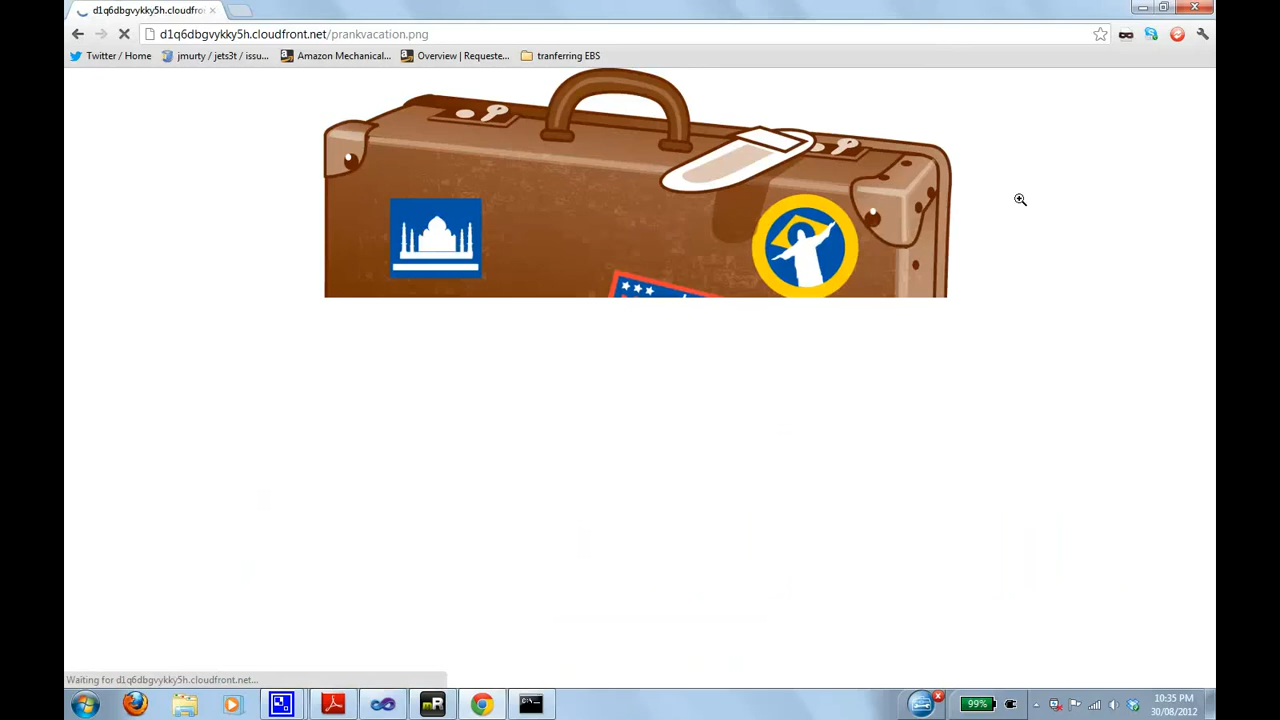 d1q6dbgvykky5h.cloudfro
d1q6dbgvykky5h.cloudfront.net/prankvacation.png
Twitter / Home
jmurty / jets3t / issu...
Amazon Mechanical...
Overview | Requeste...
tranferring EBS
Waiting for d1q6dbgvykky5h.cloudfront.net...
mR
C:\
99%
10:35 PM
30/08/2012